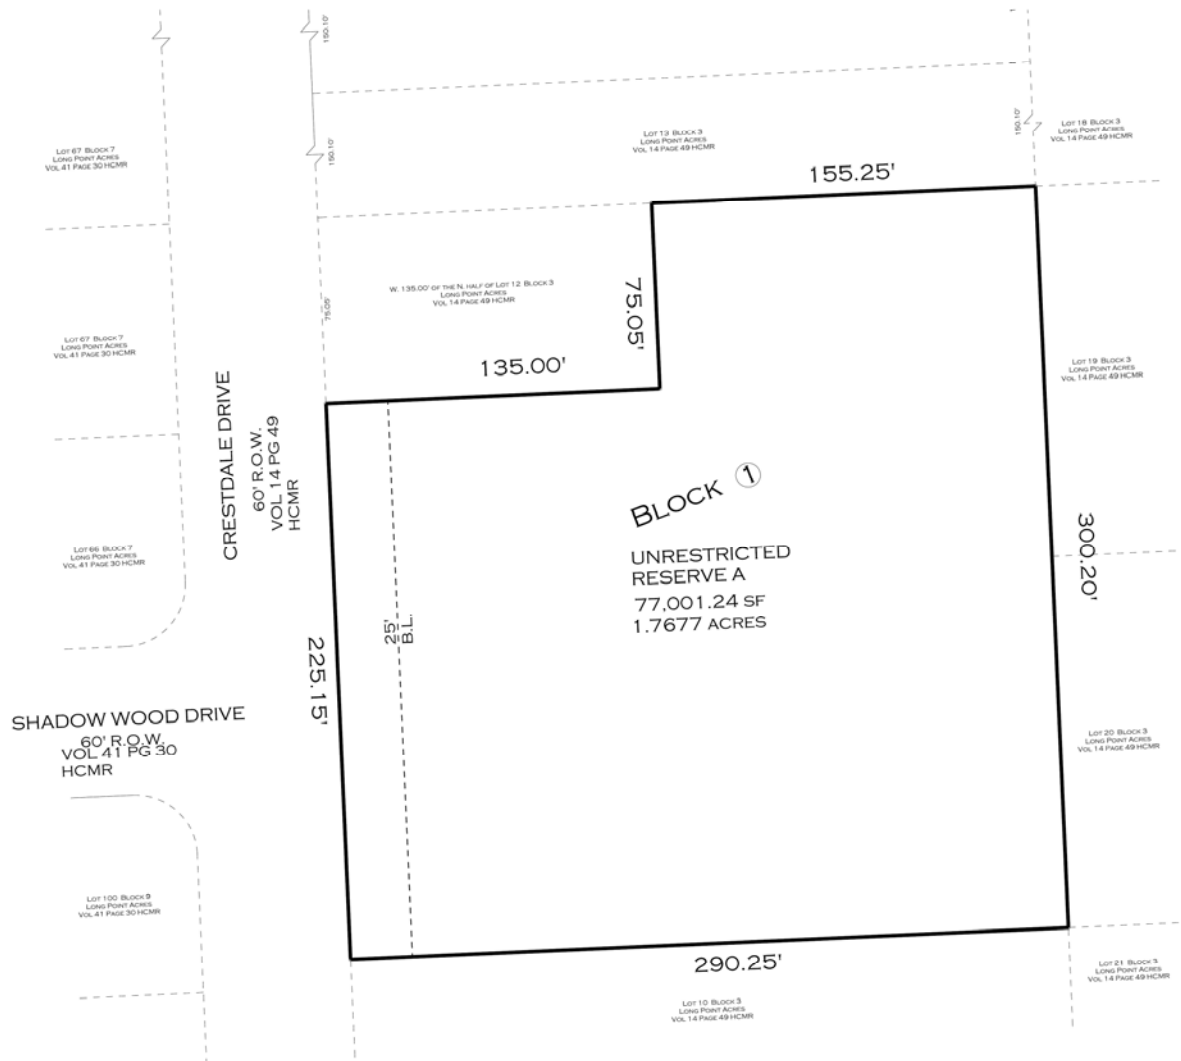 150.10'
150.10'
LOT 67 BLOCK 7
LONG POINT ACRES
VOL 41 PAGE 30 HCMR
LOT 13 BLOCK 3
LONG POINT ACRES
VOL 14 PAGE 49 HCMR
150.10'
LOT 18 BLOCK 3
LONG POINT ACRES
VOL 14 PAGE 49 HCMR
155.25'
W. 135.00' OF THE N. HALF OF LOT 12 BLOCK 3
LONG POINT ACRES
VOL 14 PAGE 49 HCMR
75.05'
75.05'
LOT 67 BLOCK 7
LONG POINT ACRES
VOL 41 PAGE 30 HCMR
135.00'
LOT 19 BLOCK 3
LONG POINT ACRES
VOL 14 PAGE 49 HCMR
CRESTDALE DRIVE
60' R.O.W.
VOL 14 PG 49
HCMR
BLOCK 1
UNRESTRICTED
RESERVE A
77,001.24 SF
1.7677 ACRES
LOT 66 BLOCK 7
LONG POINT ACRES
VOL 41 PAGE 30 HCMR
300.20'
25'
B.L.
225.15'
SHADOW WOOD DRIVE
60' R.O.W.
VOL 41 PG 30
HCMR
LOT 20 BLOCK 3
LONG POINT ACRES
VOL 14 PAGE 49 HCMR
LOT 100 BLOCK 9
LONG POINT ACRES
VOL 41 PAGE 30 HCMR
290.25'
LOT 10 BLOCK 3
LONG POINT ACRES
VOL 14 PAGE 49 HCMR
LOT 21 BLOCK 3
LONG POINT ACRES
VOL 14 PAGE 49 HCMR